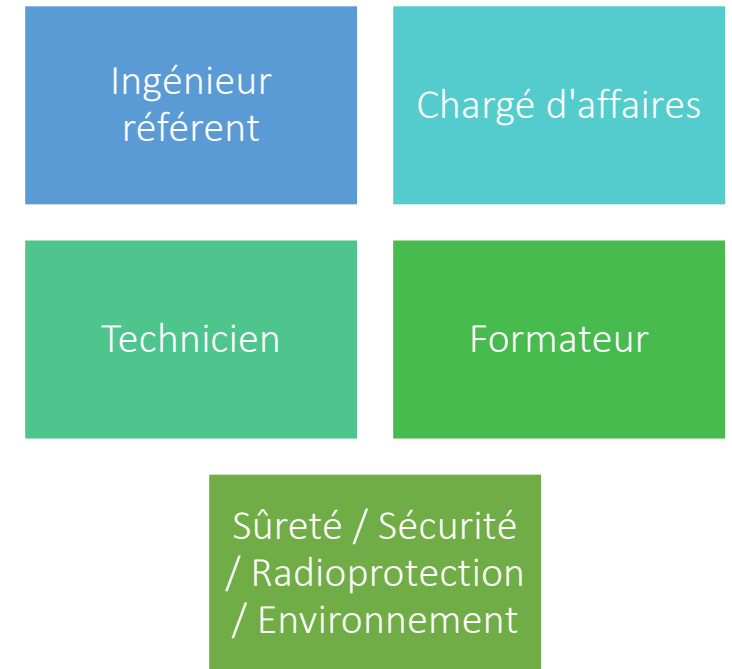 Ingénieur
référent
Chargé d'affaires
Technicien
Formateur
Sûreté / Sécurité
/ Radioprotection
/ Environnement